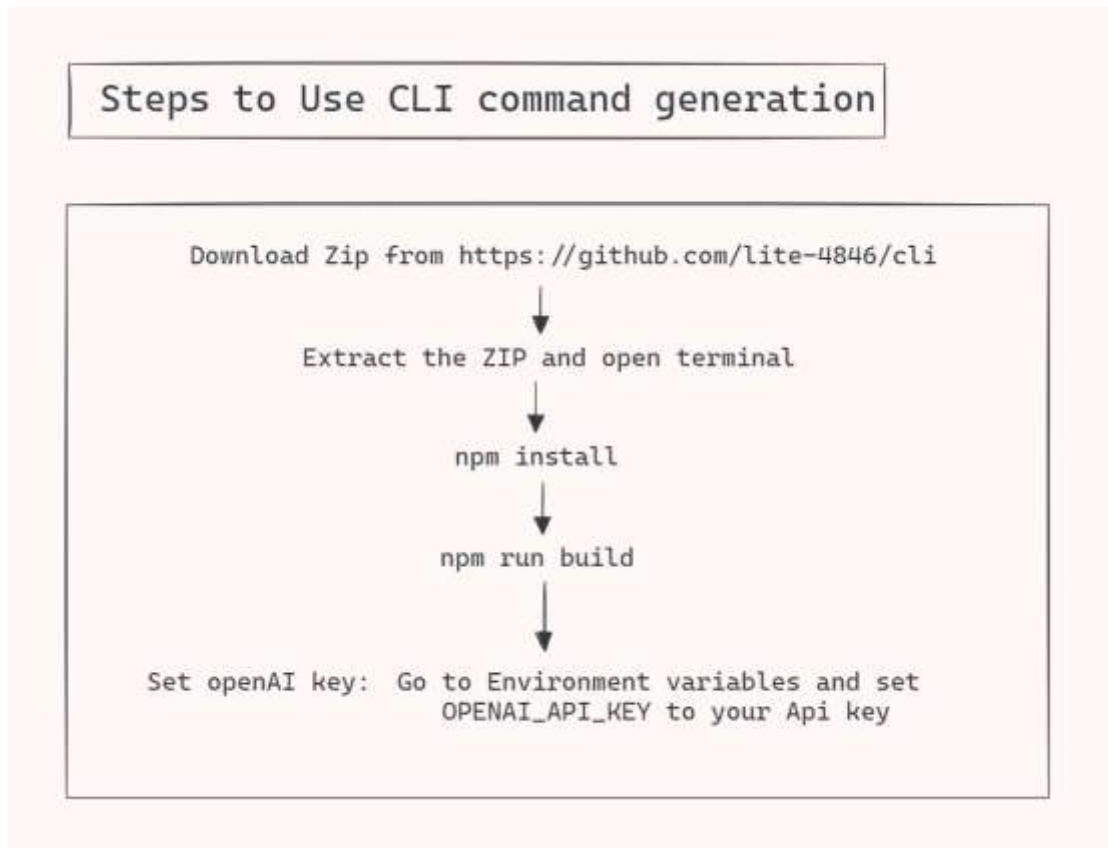 Steps to Use CLI command generation
Download Zip from https://github.com/lite-4846/cli
Extract the ZIP and open terminal
npm install
npm run build
Set openAI key: Go to Environment variables and set
OPENAI_API_KEY to your Api key